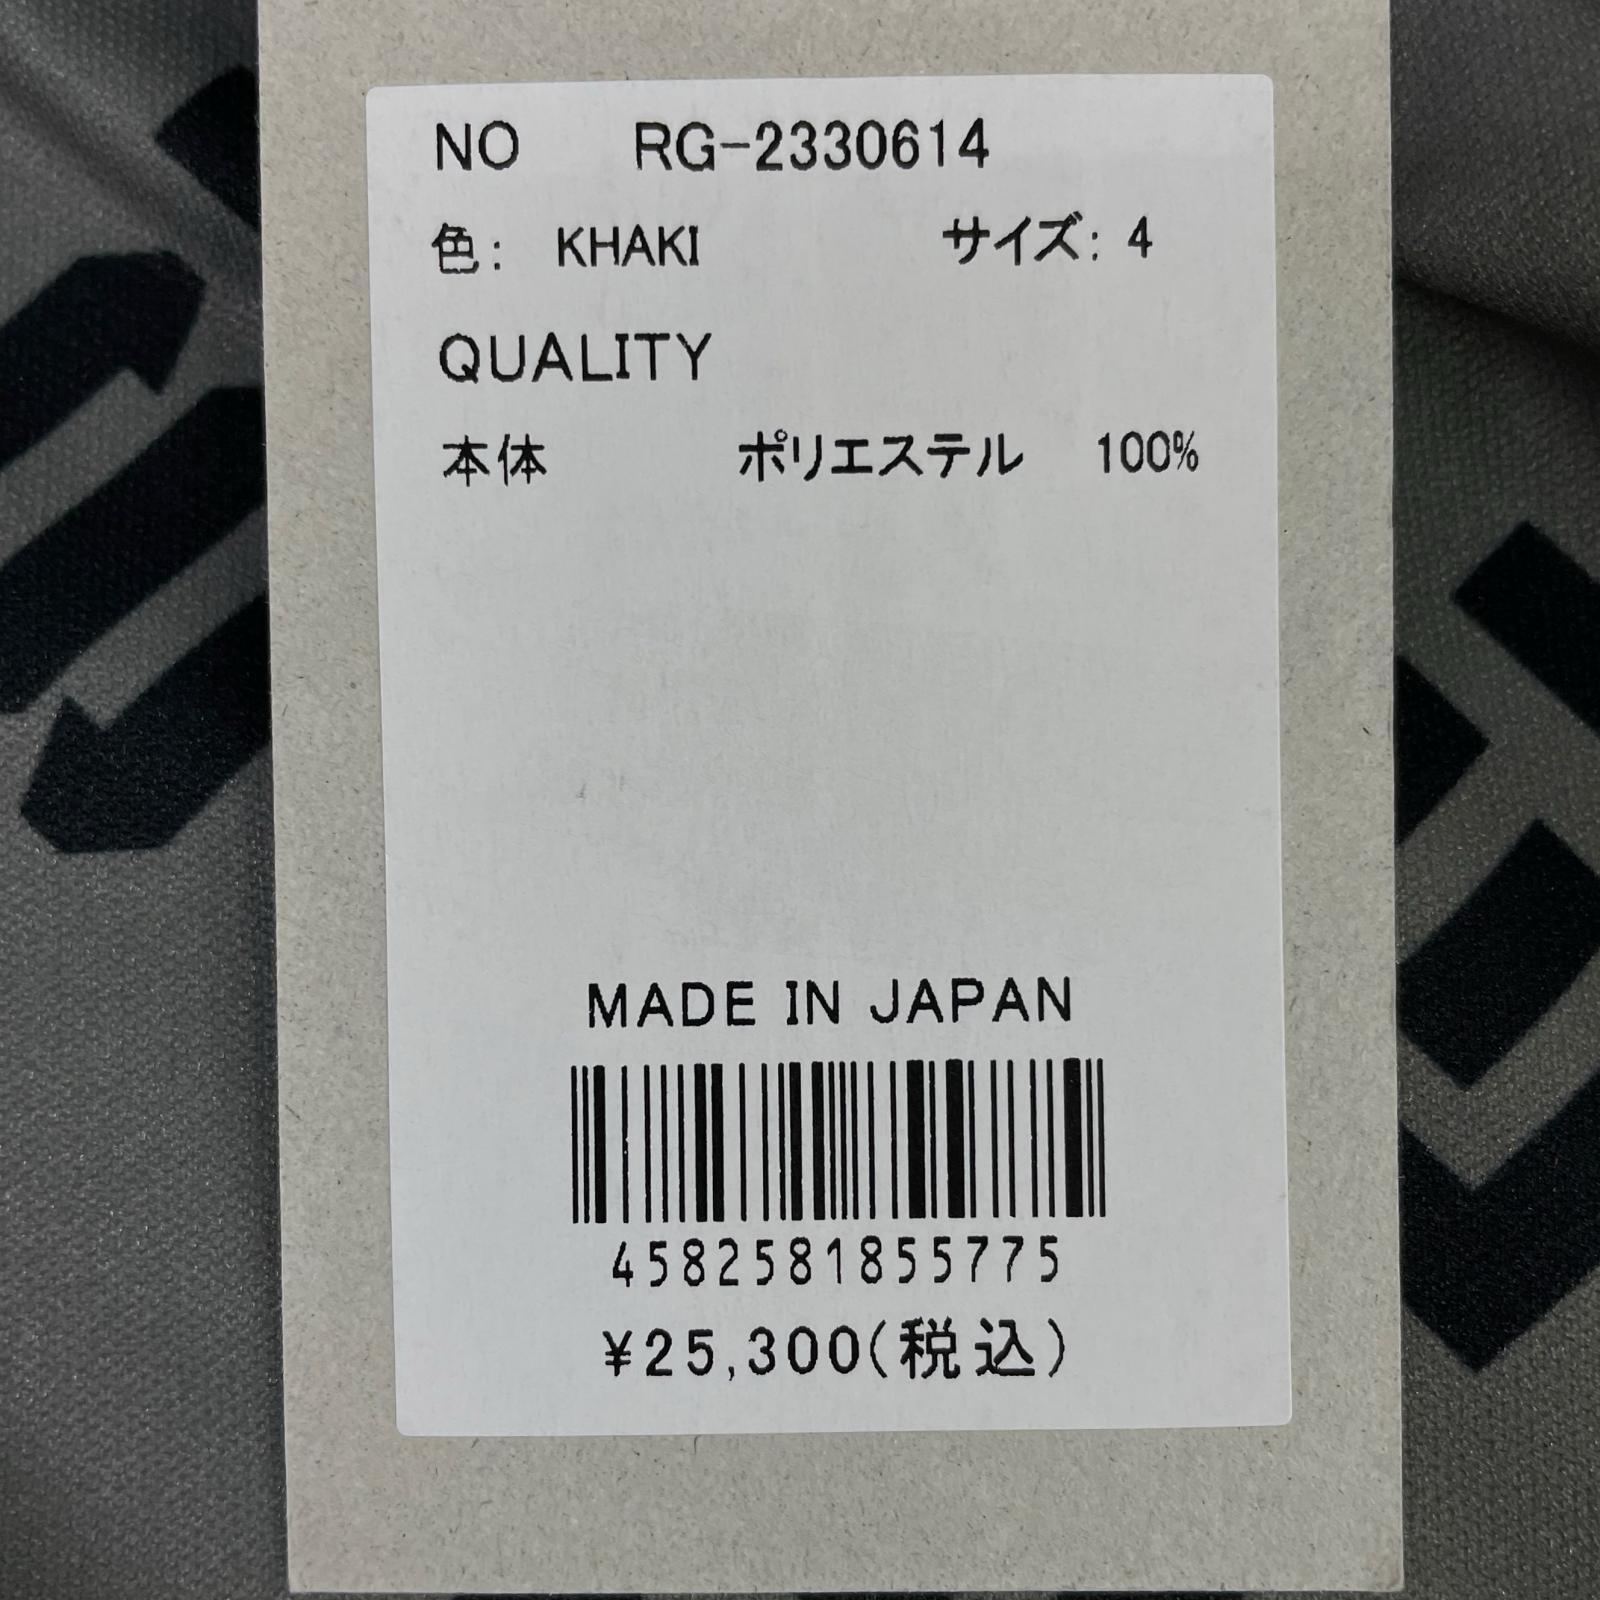 NO RG-2330614
色: KHAKI サイズ: 4
QUALITY
本体 ポリエステル 100%
MADE IN JAPAN
4582581855775
¥25,300(税込)